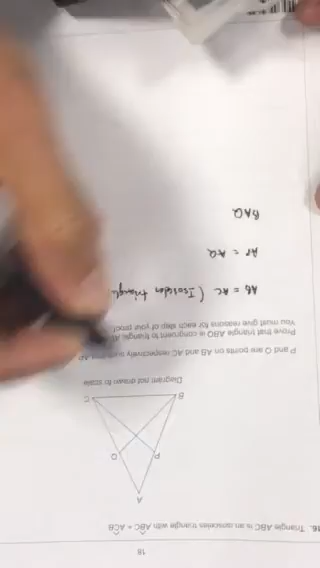 18
16. Triangle ABC is an isosceles triangle with AB̂C = AĈB
A
P
Q
B
C
Diagram not drawn to scale
P and Q are points on AB and AC respectively
Prove that triangle ABQ is congruent to triangle
You must give reasons for each step of your proof
AB = AC (Isosceles triangle
AP = AQ
BAQ